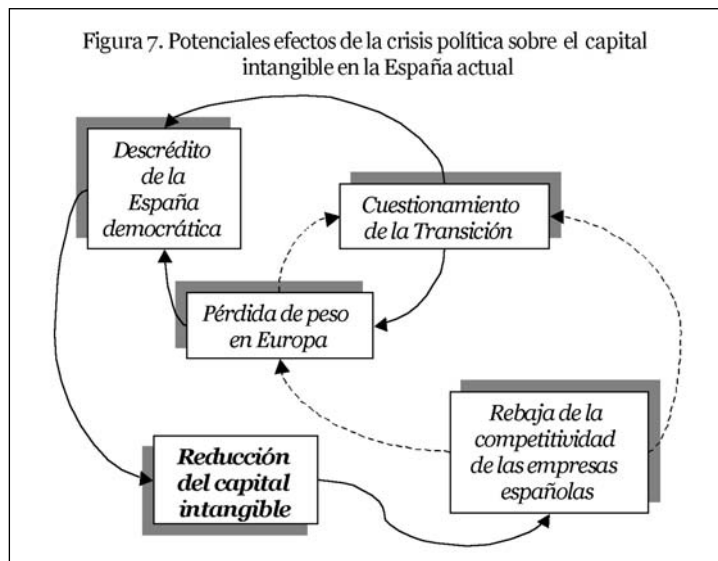 Figura 7. Potenciales efectos de la crisis política sobre el capital
intangible en la España actual
Descrédito
de la
España
democrática
Cuestionamiento
de la Transición
Pérdida de peso
en Europa
Rebaja de la
competitividad
de las empresas
españolas
Reducción
del capital
intangible